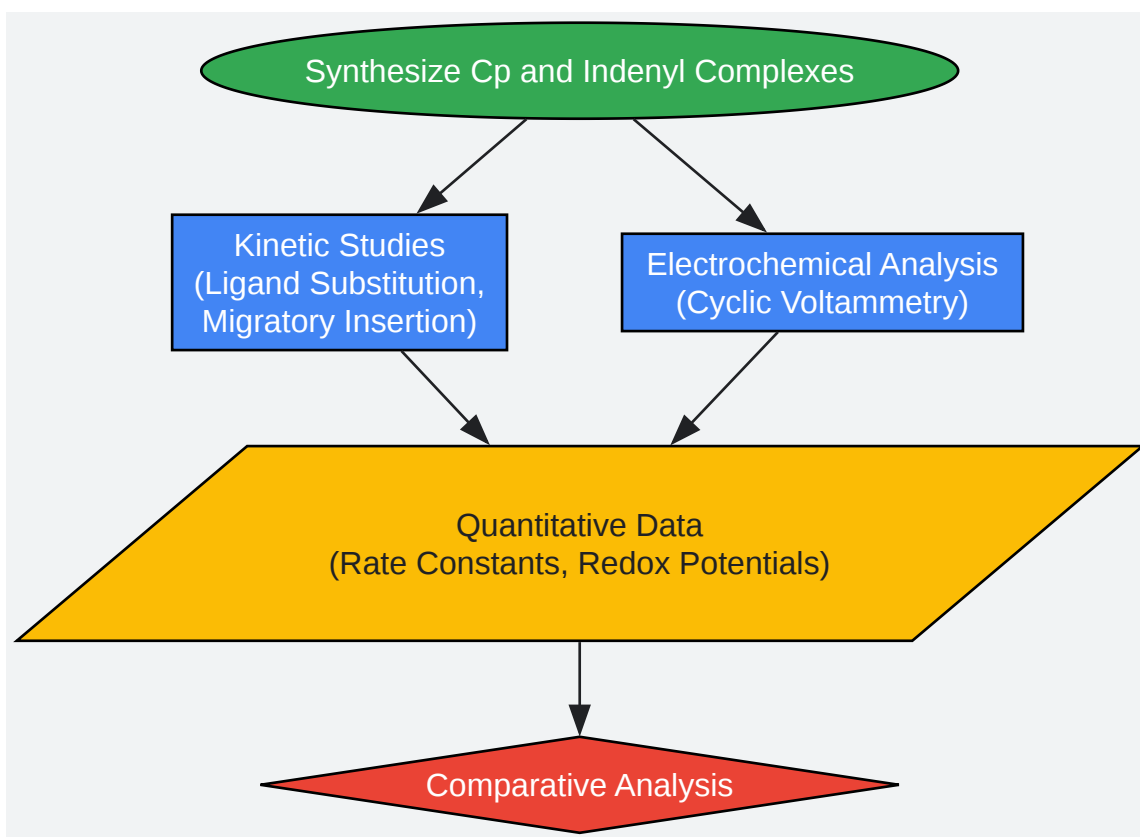 Synthesize Cp and Indenyl Complexes
Kinetic Studies
(Ligand Substitution,
Migratory Insertion)
Electrochemical Analysis
(Cyclic Voltammetry)
Quantitative Data
(Rate Constants, Redox Potentials)
Comparative Analysis